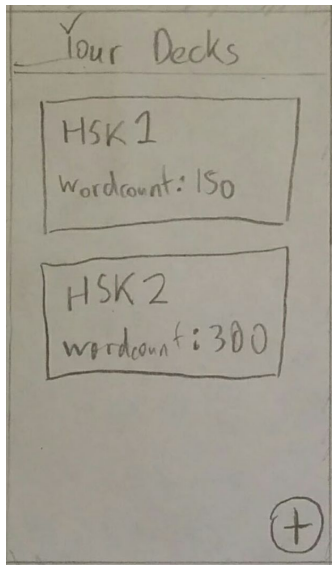 Your Decks
HSK 1
wordcount: 150
HSK 2
wordcount: 300
+